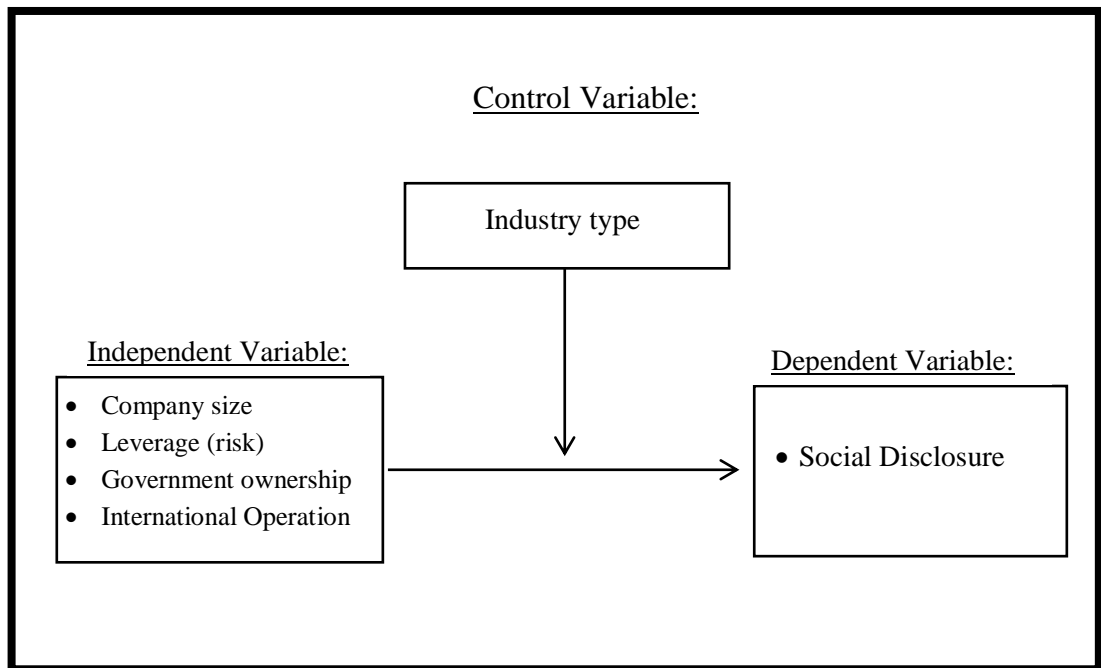 Control Variable:
Industry type
Independent Variable:
• Company size
• Leverage (risk)
• Government ownership
• International Operation
Dependent Variable:
• Social Disclosure